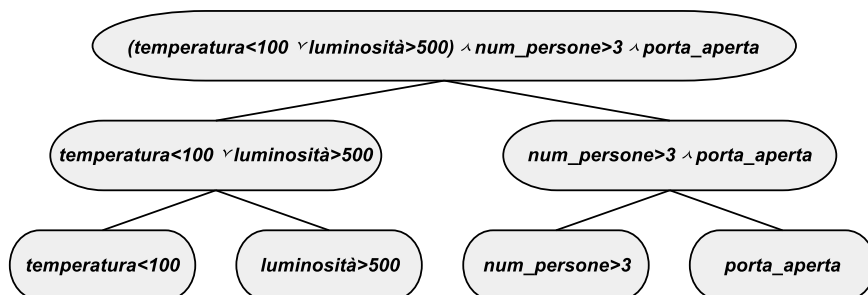 (temperatura<100 ⋎ luminosità>500) ⋏ num_persone>3 ⋏ porta_aperta
temperatura<100 ⋎ luminosità>500
num_persone>3 ⋏ porta_aperta
temperatura<100
luminosità>500
num_persone>3
porta_aperta